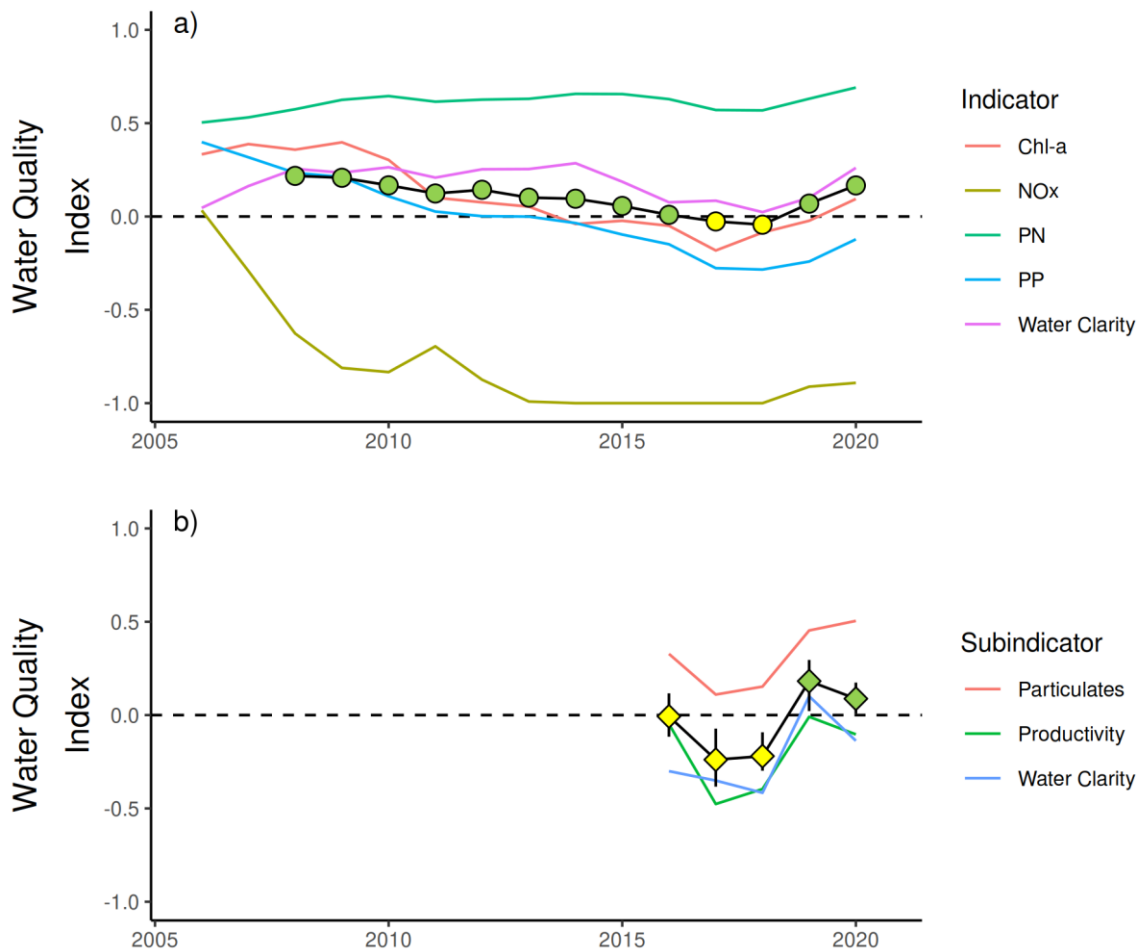 a)
Water Quality
Index
1.0
0.5
0.0
-0.5
-1.0
2005 2010 2015 2020
Indicator
Chl-a
NOx
PN
PP
Water Clarity
b)
Water Quality
Index
1.0
0.5
0.0
-0.5
-1.0
2005 2010 2015 2020
Subindicator
Particulates
Productivity
Water Clarity